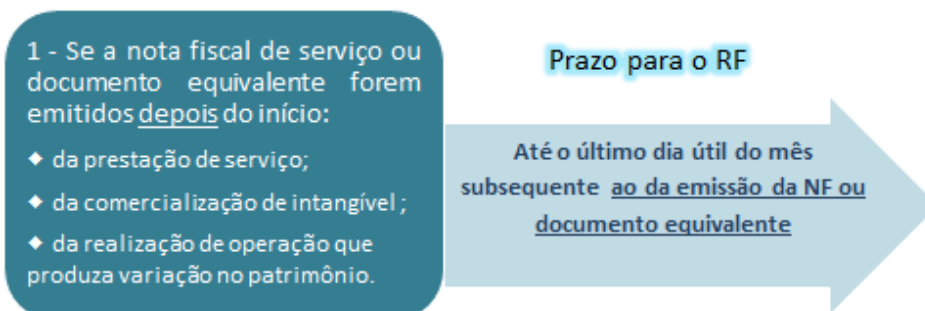 1 - Se a nota fiscal de serviço ou
documento equivalente forem
emitidos depois do início:
◆ da prestação de serviço;
◆ da comercialização de intangível ;
◆ da realização de operação que
produza variação no patrimônio.
Prazo para o RF
Até o último dia útil do mês
subsequente ao da emissão da NF ou
documento equivalente